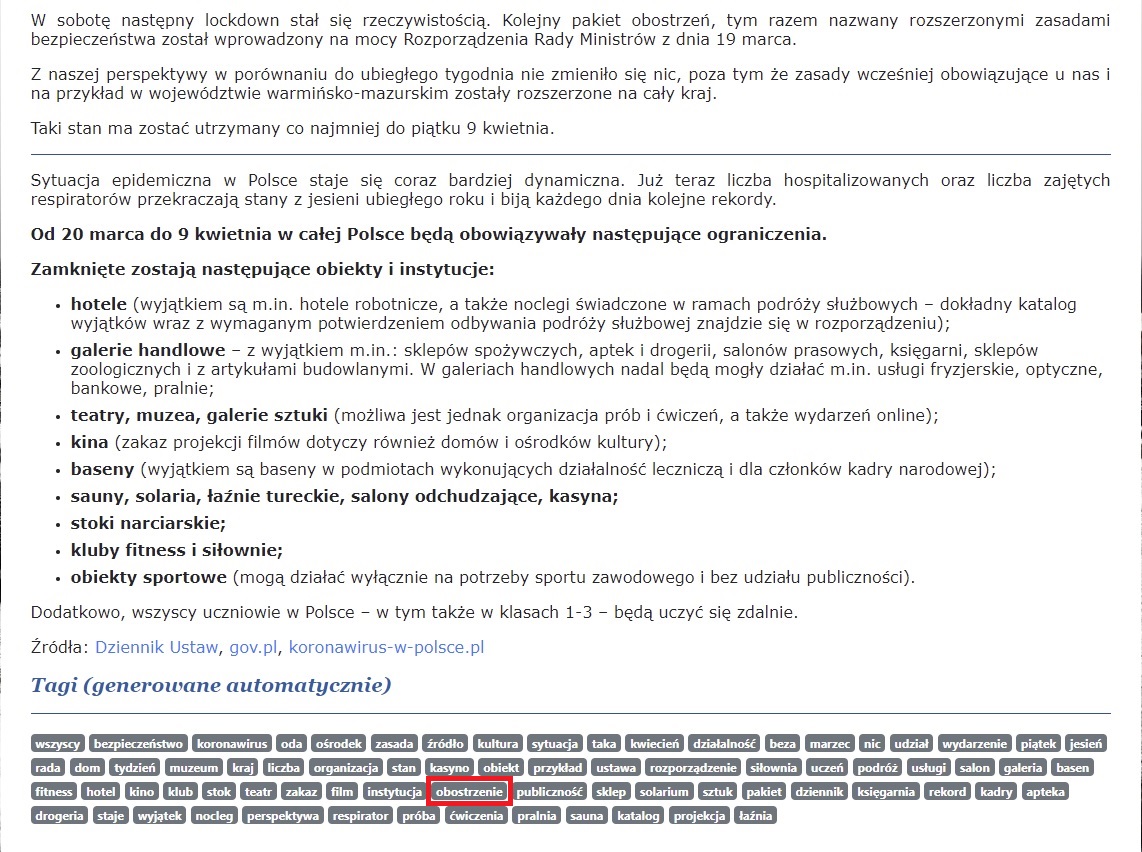 W sobotę następny lockdown stał się rzeczywistością. Kolejny pakiet obostrzeń, tym razem nazwany rozszerzonymi zasadami
bezpieczeństwa został wprowadzony na mocy Rozporządzenia Rady Ministrów z dnia 19 marca.
Z naszej perspektywy w porównaniu do ubiegłego tygodnia nie zmieniło się nic, poza tym że zasady wcześniej obowiązujące u nas i
na przykład w województwie warmińsko-mazurskim zostały rozszerzone na cały kraj.
Taki stan ma zostać utrzymany co najmniej do piątku 9 kwietnia.
Sytuacja epidemiczna w Polsce staje się coraz bardziej dynamiczna. Już teraz liczba hospitalizowanych oraz liczba zajętych
respiratorów przekraczają stany z jesieni ubiegłego roku i biją każdego dnia kolejne rekordy.
Od 20 marca do 9 kwietnia w całej Polsce będą obowiązywały następujące ograniczenia.
Zamknięte zostają następujące obiekty i instytucje:
• hotele (wyjątkiem są m.in. hotele robotnicze, a także noclegi świadczone w ramach podróży służbowych – dokładny katalog
wyjątków wraz z wymaganym potwierdzeniem odbywania podróży służbowej znajdzie się w rozporządzeniu);
• galerie handlowe – z wyjątkiem m.in.: sklepów spożywczych, aptek i drogerii, salonów prasowych, księgarni, sklepów
zoologicznych i z artykułami budowlanymi. W galeriach handlowych nadal będą mogły działać m.in. usługi fryzjerskie, optyczne,
bankowe, pralnie;
• teatry, muzea, galerie sztuki (możliwa jest jednak organizacja prób i ćwiczeń, a także wydarzeń online);
• kina (zakaz projekcji filmów dotyczy również domów i ośrodków kultury);
• baseny (wyjątkiem są baseny w podmiotach wykonujących działalność leczniczą i dla członków kadry narodowej);
• sauny, solaria, łaźnie tureckie, salony odchudzające, kasyna;
• stoki narciarskie;
• kluby fitness i siłownie;
• obiekty sportowe (mogą działać wyłącznie na potrzeby sportu zawodowego i bez udziału publiczności).
Dodatkowo, wszyscy uczniowie w Polsce – w tym także w klasach 1-3 – będą uczyć się zdalnie.
Źródła: Dziennik Ustaw, gov.pl, koronawirus-w-polsce.pl
Tagi (generowane automatycznie)
wszyscy bezpieczeństwo koronawirus oda ośrodek zasada źródło kultura sytuacja taka kwiecień działalność beza marzec nic udział wydarzenie piątek jesień
rada dom tydzień muzeum kraj liczba organizacja stan kasyno obiekt przykład ustawa rozporządzenie siłownia uczeń podróż usługi salon galeria basen
fitness hotel kino klub stok teatr zakaz film instytucja obostrzenie publiczność sklep solarium sztuk pakiet dziennik księgarnia rekord kadry apteka
drogeria staje wyjątek nocleg perspektywa respirator próba ćwiczenia pralnia sauna katalog projekcja łaźnia